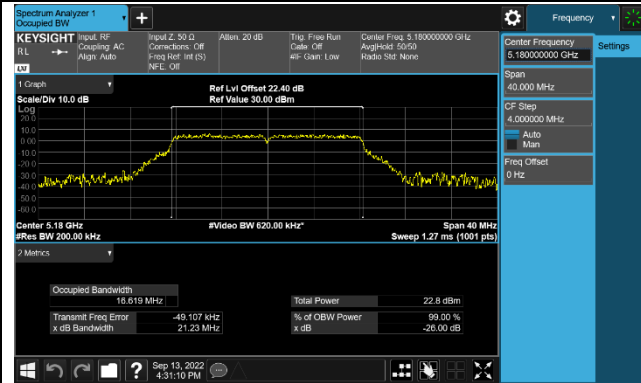 Spectrum Analyzer 1
Occupied BW
Frequency
KEYSIGHT
RL
LXI
Input: RF
Coupling: AC
Align: Auto
Input Z: 50 Ω
Corrections: Off
Freq Ref: Int (S)
NFE: Off
Atten: 20 dB
Trig: Free Run
Gate: Off
#IF Gain: Low
Center Freq: 5.180000000 GHz
Avg|Hold: 50/50
Radio Std: None
Center Frequency
5.180000000 GHz
Settings
Span
40.000 MHz
CF Step
4.000000 MHz
Auto
Man
Freq Offset
0 Hz
1 Graph
Scale/Div 10.0 dB
Ref Lvl Offset 22.40 dB
Ref Value 30.00 dBm
Log
20.0
10.0
0.00
-10.0
-20.0
-30.0
-40.0
-50.0
-60.0
Center 5.18 GHz
#Res BW 200.00 kHz
#Video BW 620.00 kHz*
Span 40 MHz
Sweep 1.27 ms (1001 pts)
2 Metrics
Occupied Bandwidth
16.619 MHz
Total Power 22.8 dBm
Transmit Freq Error -49.107 kHz
% of OBW Power 99.00 %
x dB Bandwidth 21.23 MHz
x dB -26.00 dB
?
Sep 13, 2022
4:31:10 PM